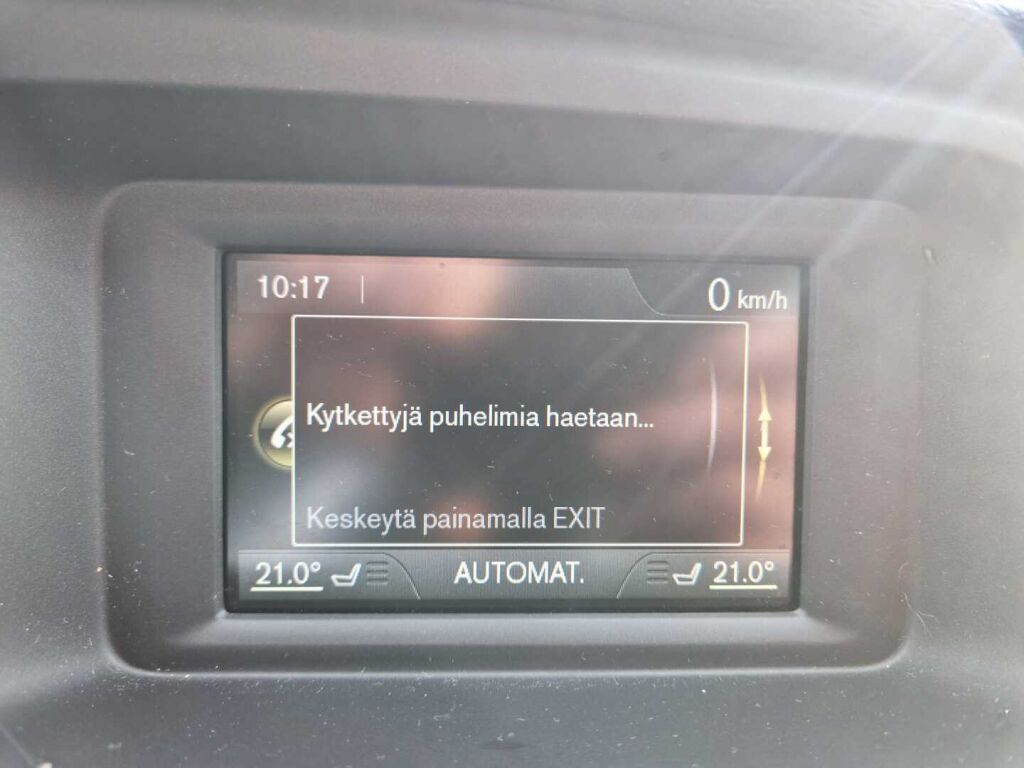 10:17
0 km/h
Kytkettyjä puhelimia haetaan...
Keskeytä painamalla EXIT
21.0° AUTOMAT. 21.0°